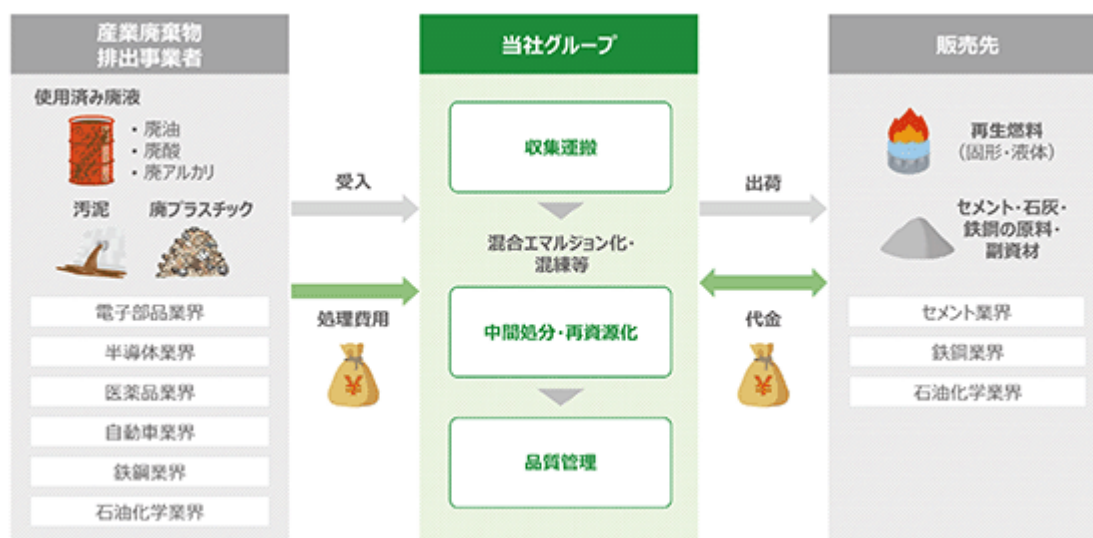 産業廃棄物
排出事業者
使用済み廃液
・廃油
・廃酸
・廃アルカリ
汚泥
廃プラスチック
電子部品業界
半導体業界
医薬品業界
自動車業界
鉄鋼業界
石油化学業界
受入
処理費用
¥
当社グループ
収集運搬
混合エマルジョン化・
混練等
中間処分・再資源化
品質管理
出荷
代金
¥
販売先
再生燃料
(固形・液体)
セメント・石灰・
鉄鋼の原料・
副資材
セメント業界
鉄鋼業界
石油化学業界